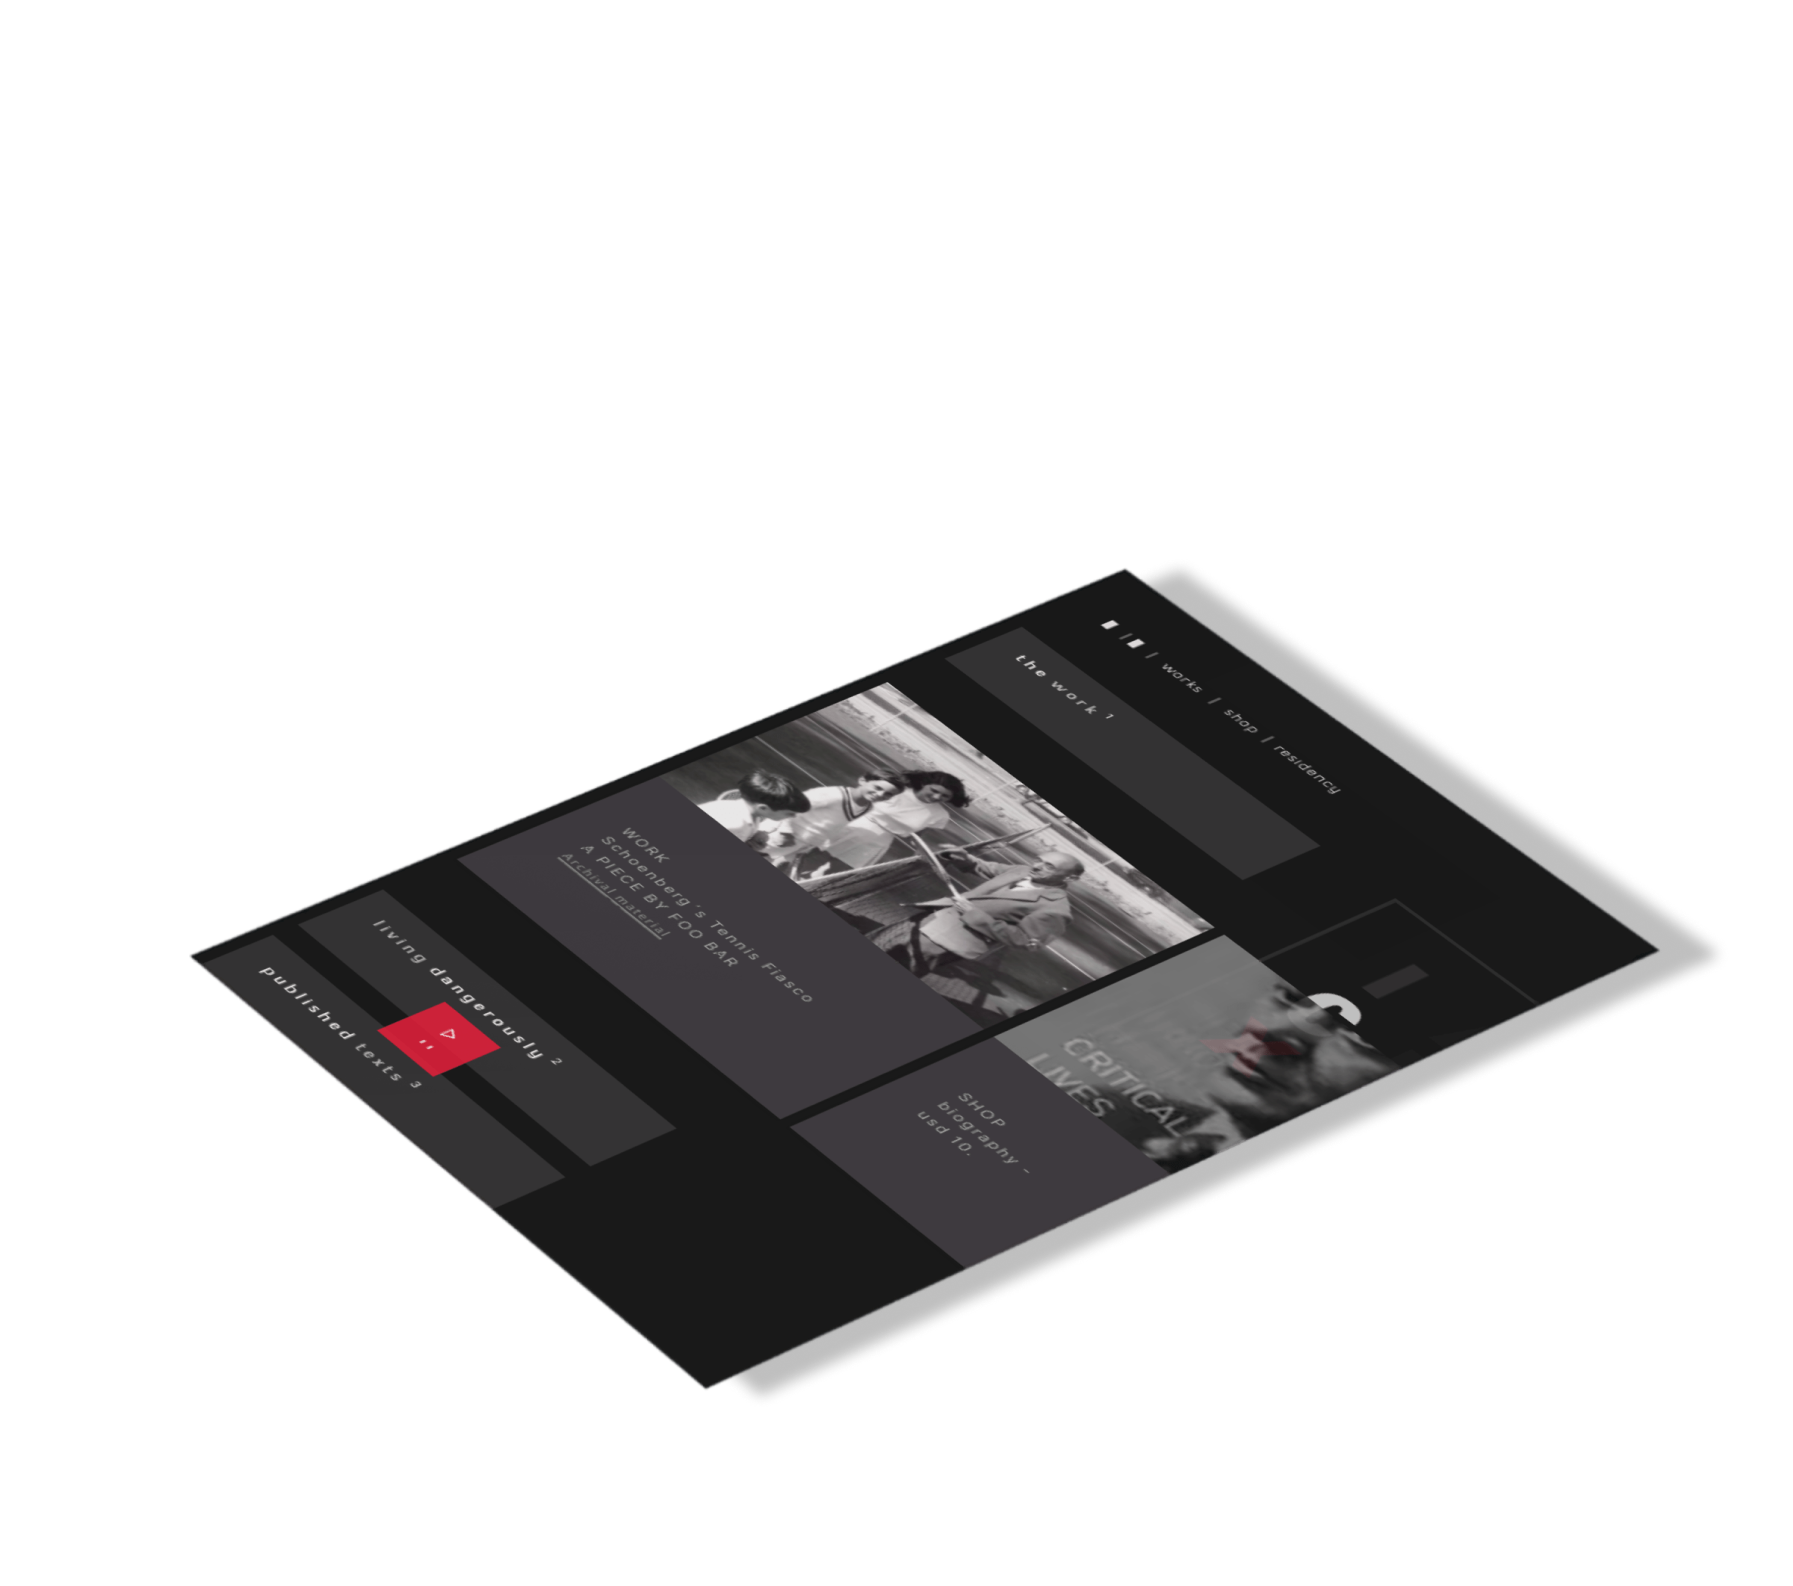 | | works | shop | residency
the work 1
WORK
Schoenberg's Tennis Fiasco
A PIECE BY FOO BAR
Archival material
CRITICAL
LIVES
SHOP
biography -
usd 10.
living dangerously 2
published texts 3